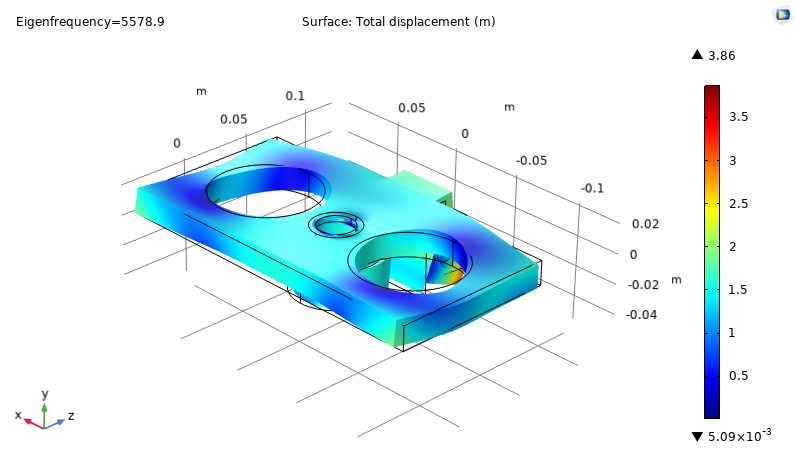 Eigenfrequency=5578.9 Surface: Total displacement (m)
3.86
m
0.1
0.05
0
0.05
m
0
-0.05
-0.1
0.02
0
-0.02
-0.04
m
3.5
3
2.5
2
1.5
1
0.5
5.09×10⁻³
y
x
z